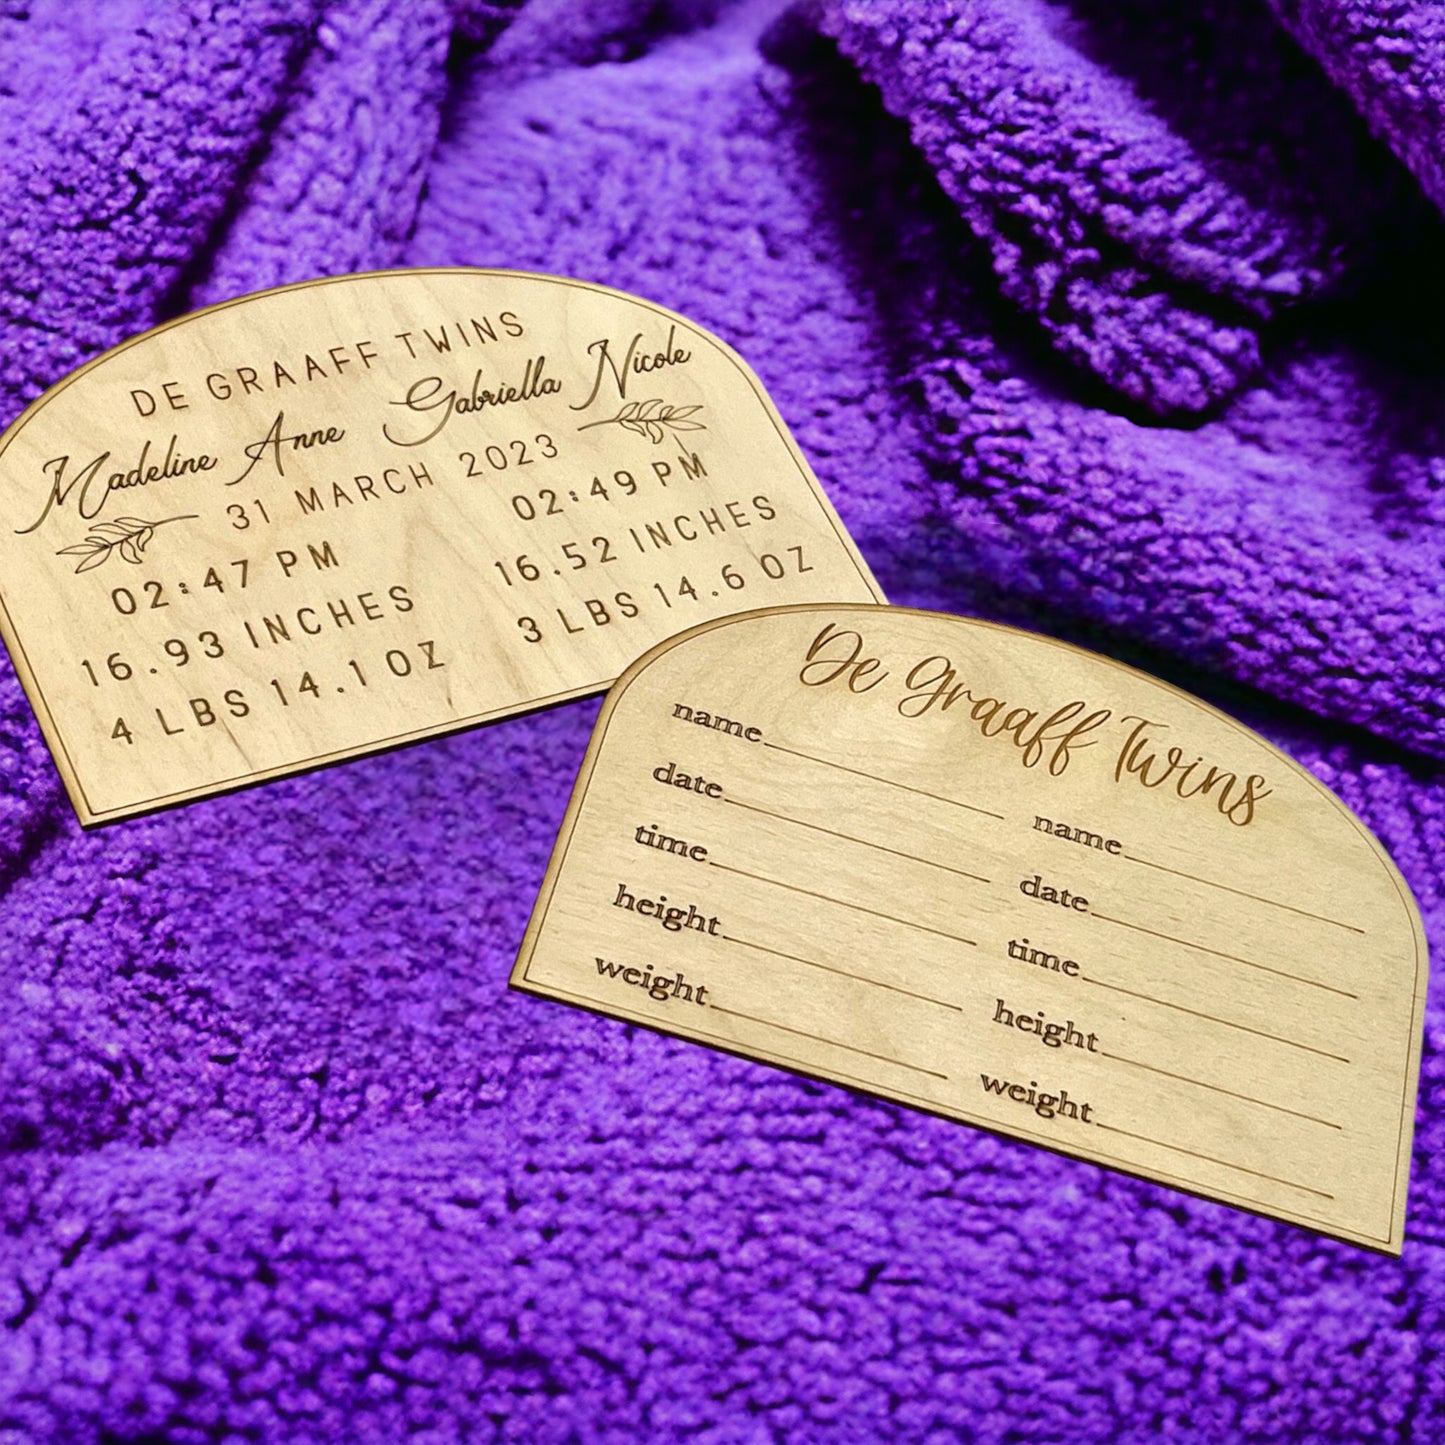 DE GRAAFF TWINS
Madeline Anne Gabriella Nicole
31 MARCH 2023
02:47 PM 02:49 PM
16.93 INCHES 16.52 INCHES
4 LBS 14.1 OZ 3 LBS 14.6 OZ
De Graaff Twins
name name
date date
time time
height height
weight weight